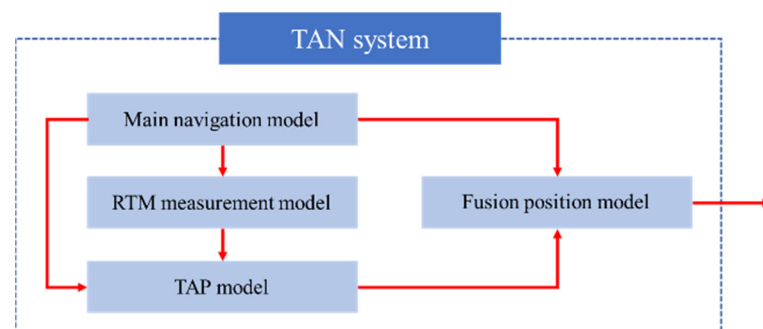 TAN system
Main navigation model
RTM measurement model
Fusion position model
TAP model